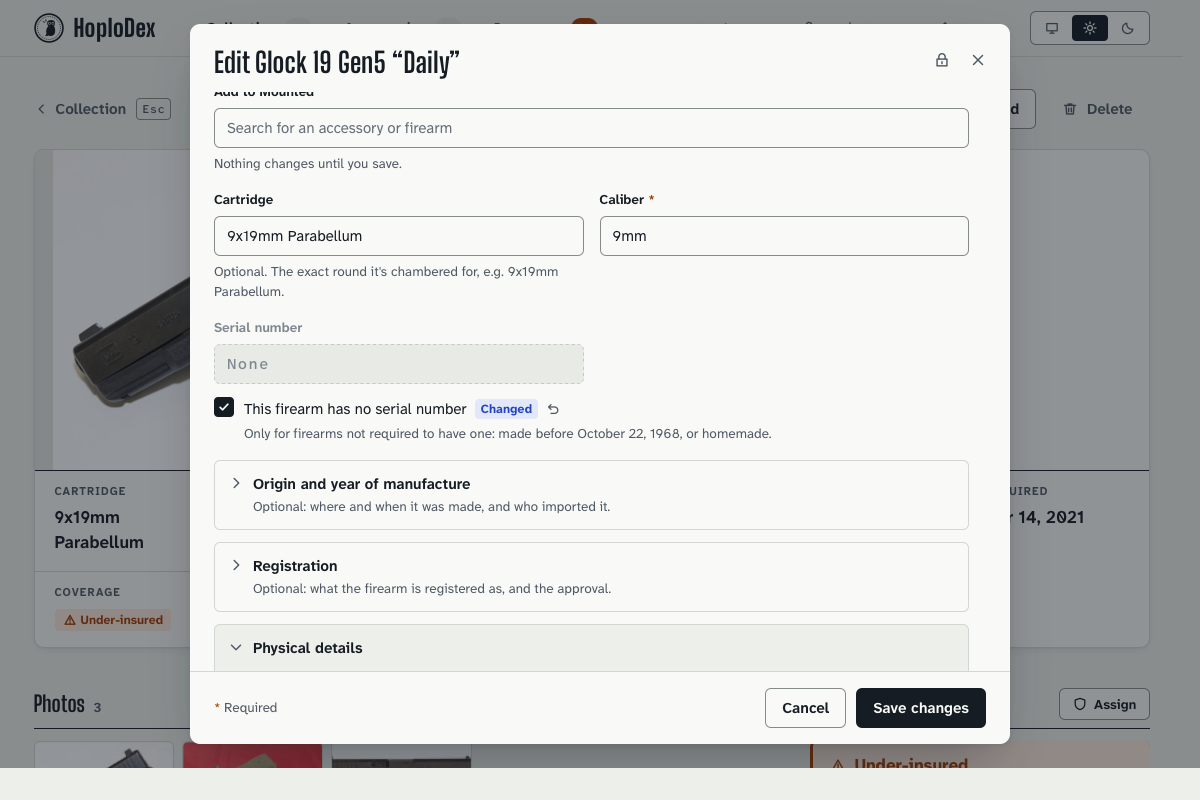 HoploDex
Edit Glock 19 Gen5 “Daily”
Collection
Esc
Delete
Add to Mounted
Search for an accessory or firearm
Nothing changes until you save.
Cartridge
Caliber *
9x19mm Parabellum
9mm
Optional. The exact round it's chambered for, e.g. 9x19mm
Parabellum.
Serial number
None
This firearm has no serial number
Changed
Only for firearms not required to have one: made before October 22, 1968, or homemade.
Origin and year of manufacture
Optional: where and when it was made, and who imported it.
Registration
Optional: what the firearm is registered as, and the approval.
Physical details
* Required
Cancel
Save changes
CARTRIDGE
9x19mm
Parabellum
14, 2021
COVERAGE
Under-insured
Photos 3
Assign
Under-insured